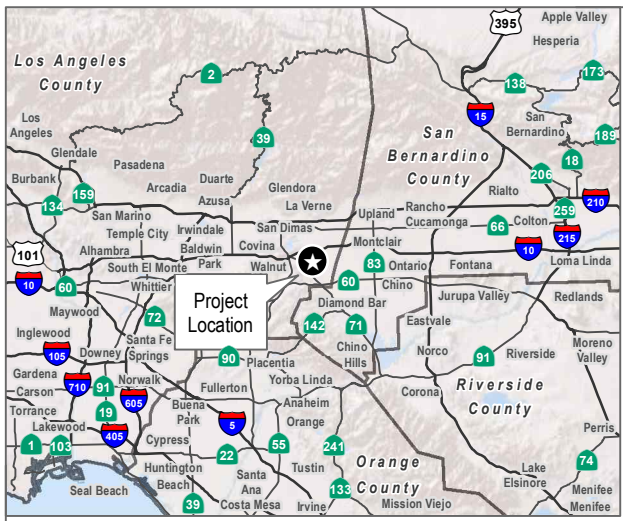 395
Apple Valley
Hesperia
Los Angeles
County
2
138
173
Los
Angeles
39
15
San
Bernardino
San
Bernardino
County
189
Glendale
Pasadena
Duarte
18
Burbank
Arcadia
Azusa
Glendora
La Verne
206
Rialto
134
159
San Marino
Irwindale
San Dimas
Upland
Rancho
Cucamonga
66
Colton
259
210
101
Alhambra
Temple City
Baldwin
Park
Covina
Montclair
10
215
10
60
South El Monte
Whittier
Walnut
83
Ontario
Fontana
Loma Linda
60
Chino
Maywood
Project
Location
Diamond Bar
Jurupa Valley
Redlands
72
142
71
Eastvale
Inglewood
Santa Fe
Springs
Moreno
Valley
105
Downey
90
Placentia
Chino
Hills
Norco
91
Riverside
Gardena
Carson
710
91
Norwalk
605
Fullerton
Yorba Linda
Corona
Riverside
County
Torrance
19
Buena
Park
Anaheim
Lakewood
405
Cypress
5
Orange
Perris
1
103
22
55
241
Orange
County
74
Seal Beach
Huntington
Beach
Santa
Ana
Tustin
Lake
Elsinore
39
Costa Mesa
Irvine
133
Mission Viejo
Menifee
Menifee